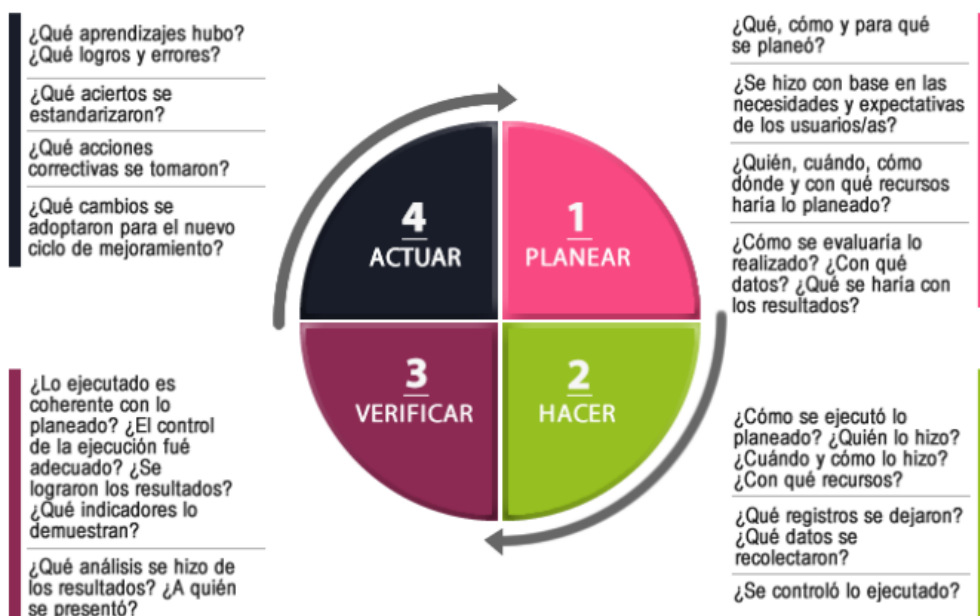 ¿Qué aprendizajes hubo?
¿Qué logros y errores?
¿Qué aciertos se
estandarizaron?
¿Qué acciones
correctivas se tomaron?
¿Qué cambios se
adoptaron para el nuevo
ciclo de mejoramiento?
¿Qué, cómo y para qué
se planeó?
¿Se hizo con base en las
necesidades y expectativas
de los usuarios/as?
¿Quién, cuándo, cómo
dónde y con qué recursos
haría lo planeado?
¿Cómo se evaluaría lo
realizado? ¿Con qué
datos? ¿Qué se haría con
los resultados?
4
ACTUAR
1
PLANEAR
3
VERIFICAR
2
HACER
¿Lo ejecutado es
coherente con lo
planeado? ¿El control
de la ejecución fué
adecuado? ¿Se
lograron los resultados?
¿Qué indicadores lo
demuestran?
¿Qué análisis se hizo de
los resultados? ¿A quién
se presentó?
¿Cómo se ejecutó lo
planeado? ¿Quién lo hizo?
¿Cuándo y cómo lo hizo?
¿Con qué recursos?
¿Qué registros se dejaron?
¿Qué datos se
recolectaron?
¿Se controló lo ejecutado?